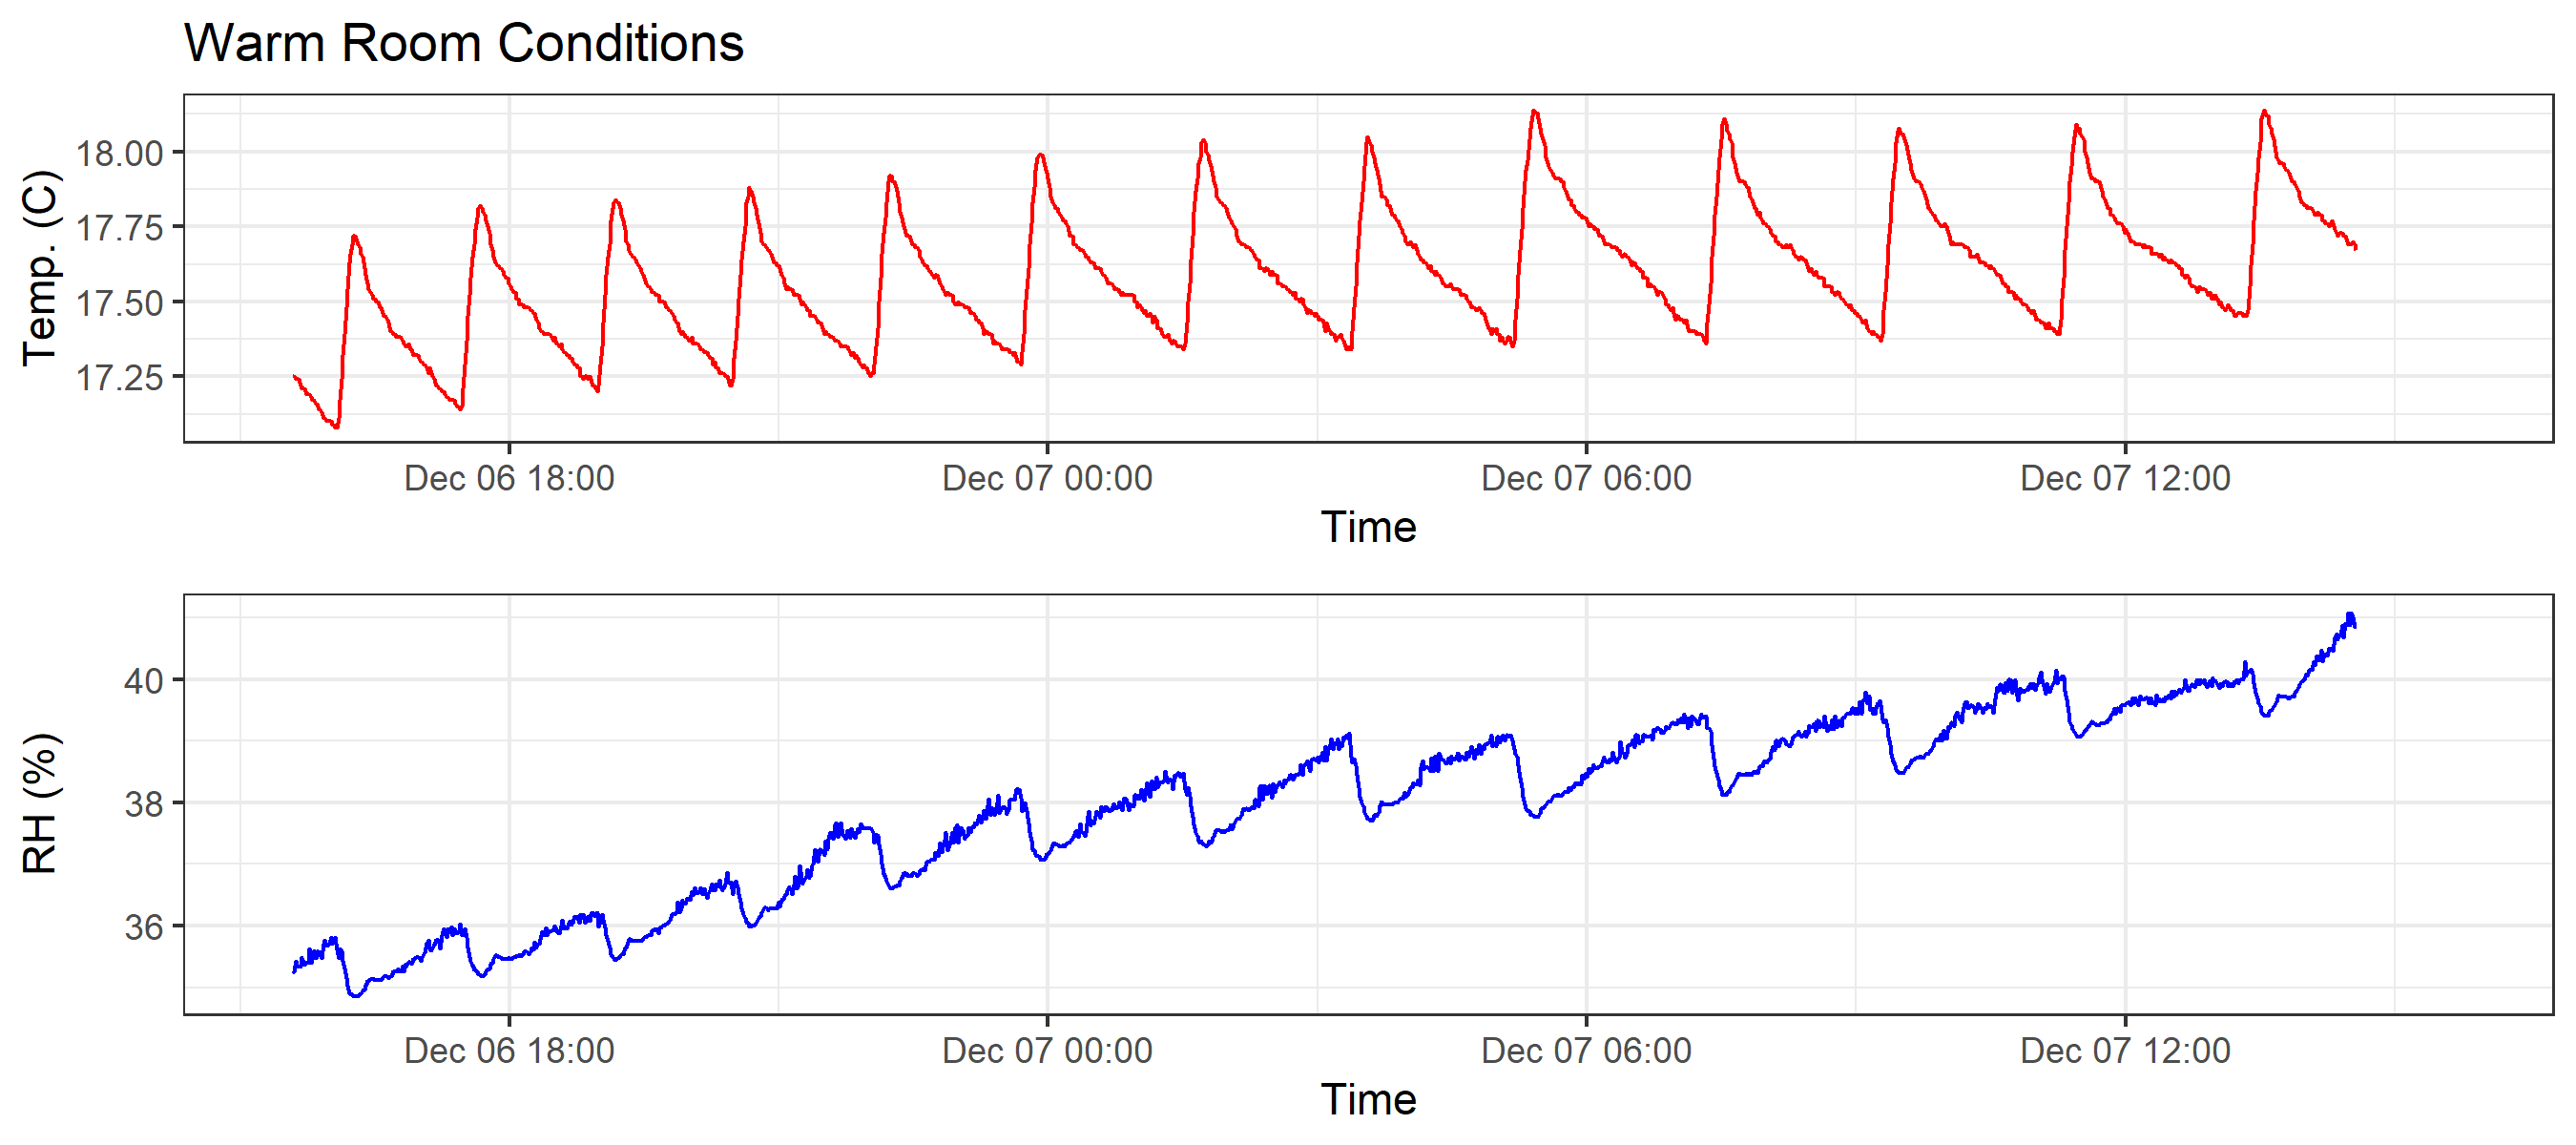 Warm Room Conditions
Temp. (C)
18.00
17.75
17.50
17.25
Dec 06 18:00 Dec 07 00:00 Dec 07 06:00 Dec 07 12:00
Time
RH (%)
40
38
36
Dec 06 18:00 Dec 07 00:00 Dec 07 06:00 Dec 07 12:00
Time